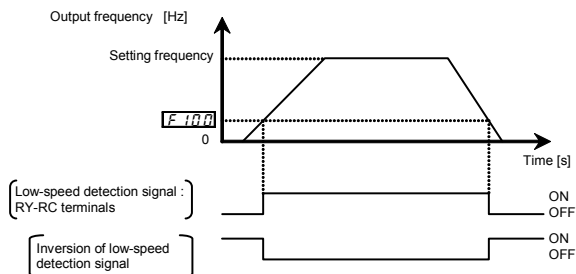 Output frequency [Hz]
Setting frequency
F 100
0
Time [s]
Low-speed detection signal :
RY-RC terminals
ON
OFF
Inversion of low-speed
detection signal
ON
OFF